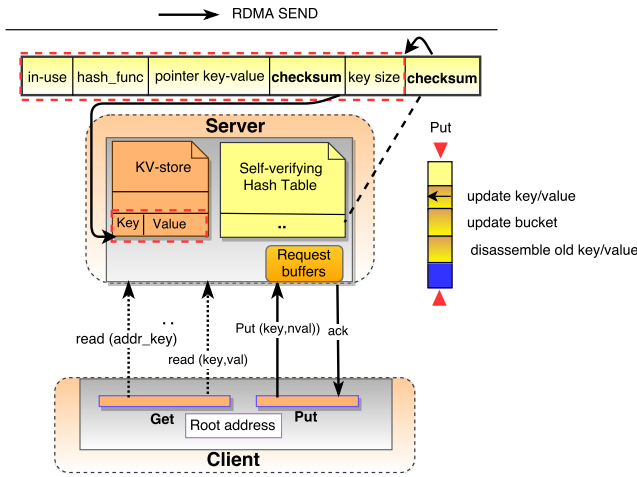 RDMA SEND
in-use hash_func pointer key-value checksum key size checksum
Server
Put
KV-store
Self-verifying
Hash Table
Key Value
..
update key/value
update bucket
disassemble old key/value
Request
buffers
..
read (addr_key)
Put (key,nval))
ack
read (key,val)
Get
Put
Root address
Client